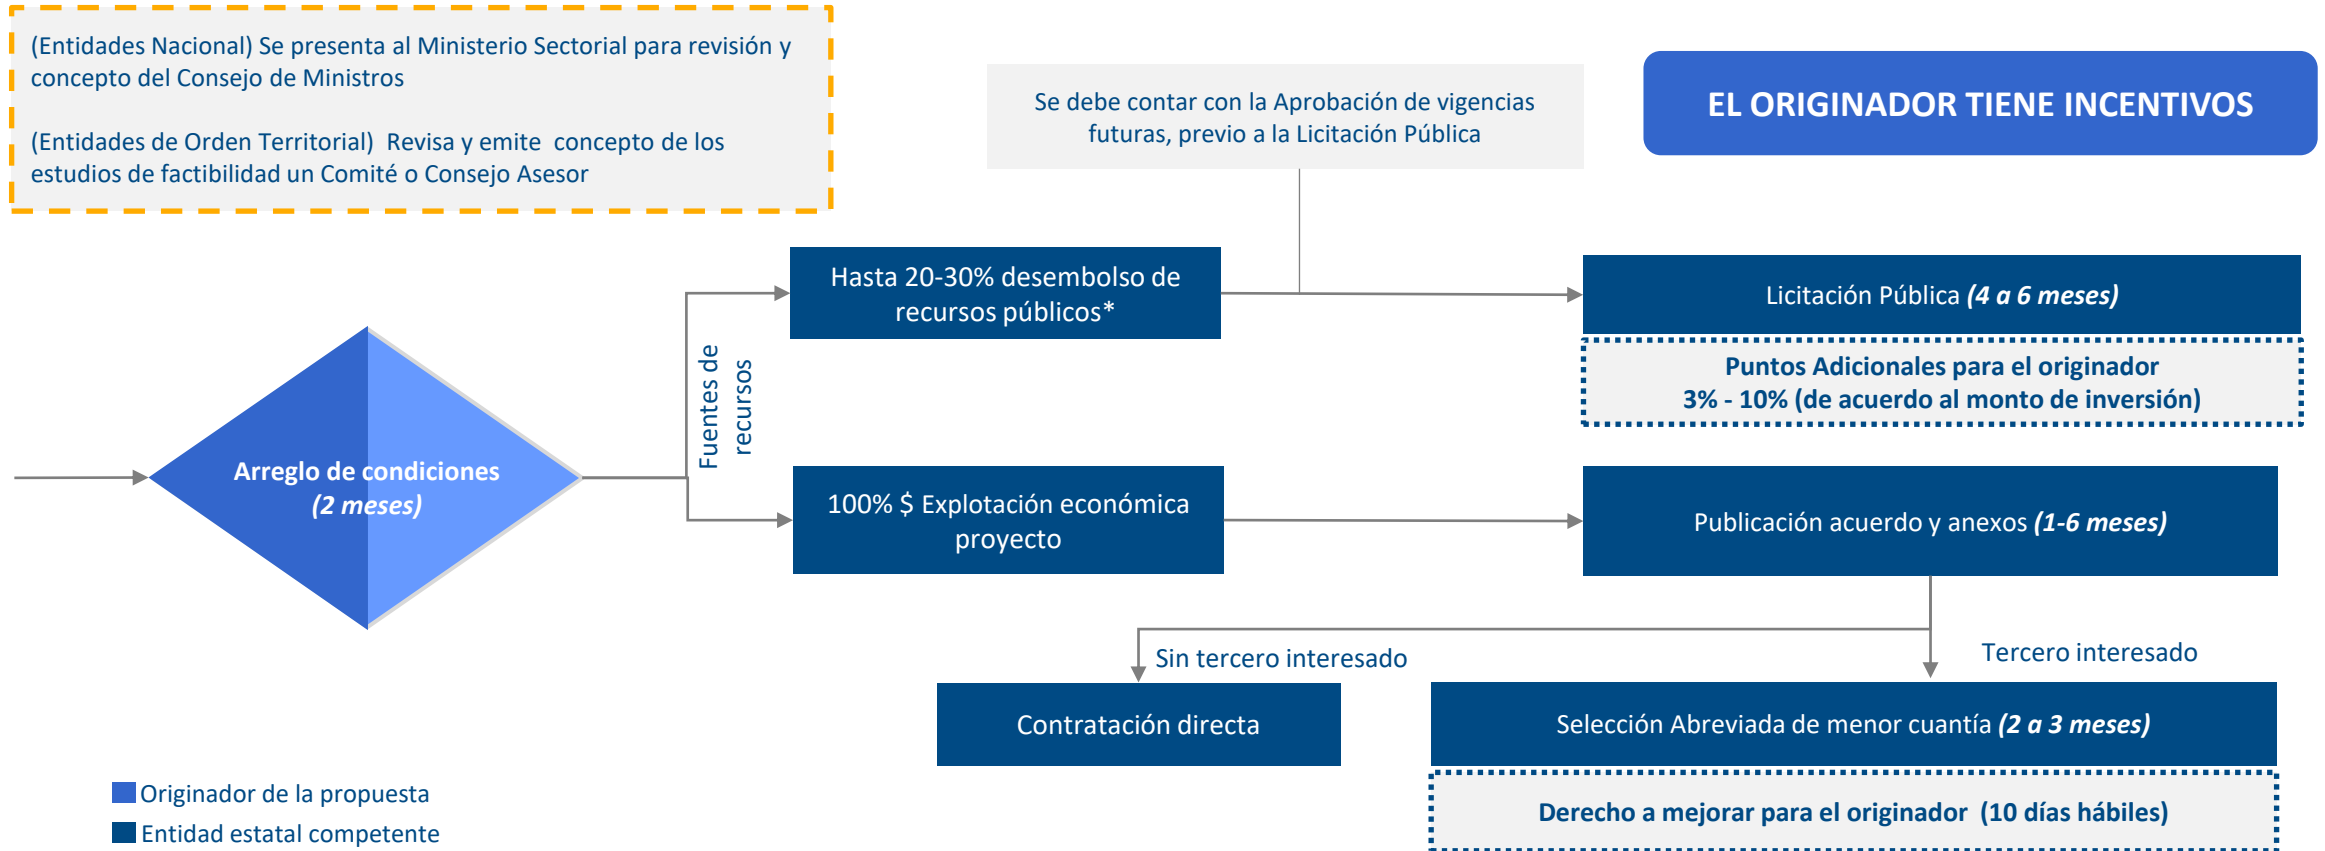 (Entidades Nacional) Se presenta al Ministerio Sectorial para revisión y
concepto del Consejo de Ministros
(Entidades de Orden Territorial) Revisa y emite concepto de los
estudios de factibilidad un Comité o Consejo Asesor
Se debe contar con la Aprobación de vigencias
futuras, previo a la Licitación Pública
EL ORIGINADOR TIENE INCENTIVOS
Hasta 20-30% desembolso de
recursos públicos*
Licitación Pública (4 a 6 meses)
Puntos Adicionales para el originador
3% - 10% (de acuerdo al monto de inversión)
Fuentes de
recursos
Arreglo de condiciones
(2 meses)
100% $ Explotación económica
proyecto
Publicación acuerdo y anexos (1-6 meses)
Sin tercero interesado
Tercero interesado
Contratación directa
Selección Abreviada de menor cuantía (2 a 3 meses)
Derecho a mejorar para el originador (10 días hábiles)
Originador de la propuesta
Entidad estatal competente